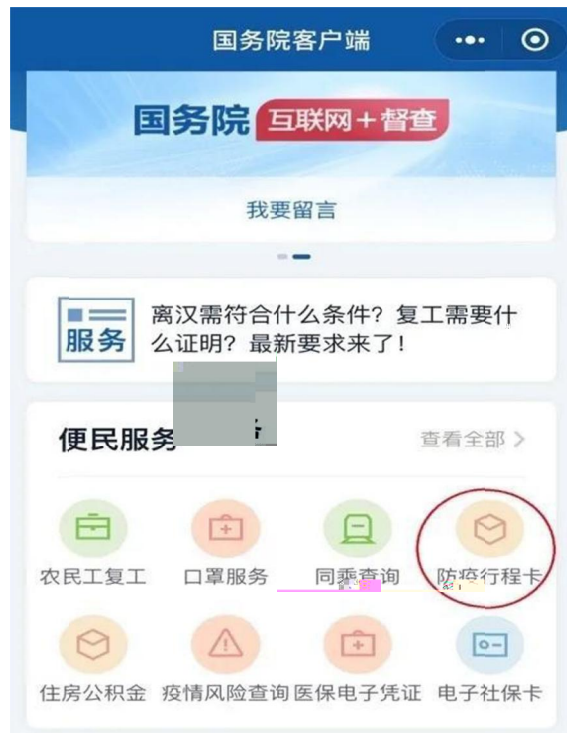 国务院客户端
国务院 互联网+督查
我要留言
服务
离汉需符合什么条件？复工需要什
么证明？最新要求来了！
便民服务
查看全部
农民工复工 口罩服务 同乘查询 防疫行程卡
住房公积金 疫情风险查询 医保电子凭证 电子社保卡